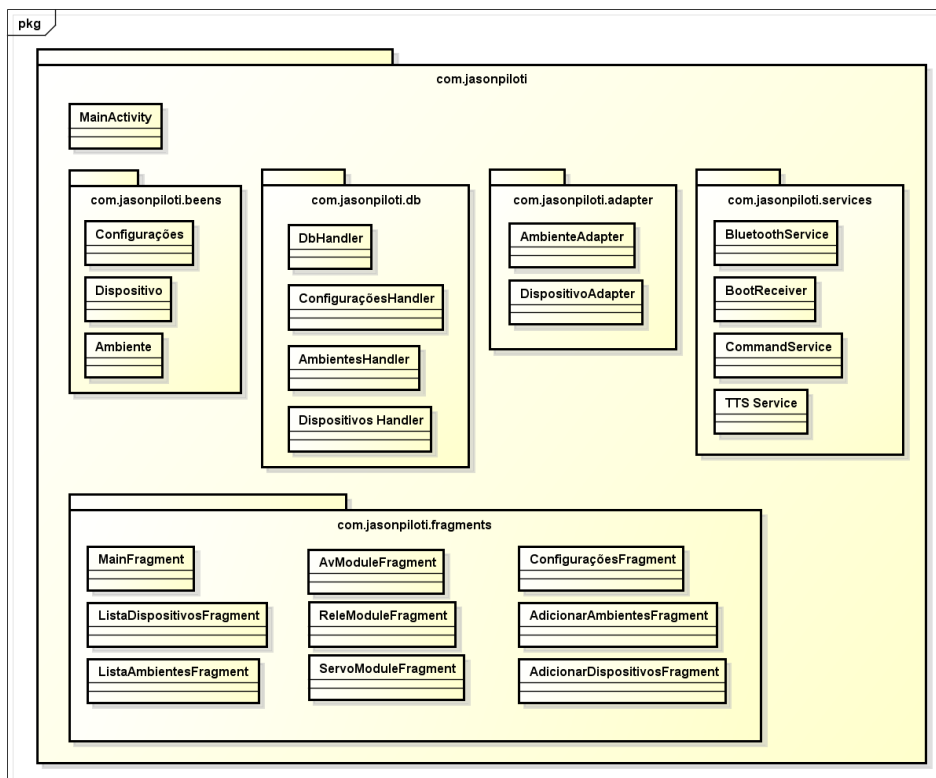 pkg
com.jasonpiloti
MainActivity
com.jasonpiloti.beens
Configurações
Dispositivo
Ambiente
com.jasonpiloti.db
DbHandler
ConfiguraçõesHandler
AmbientesHandler
Dispositivos Handler
com.jasonpiloti.adapter
AmbienteAdapter
DispositivoAdapter
com.jasonpiloti.services
BluetoothService
BootReceiver
CommandService
TTS Service
com.jasonpiloti.fragments
MainFragment
ListaDispositivosFragment
ListaAmbientesFragment
AvModuleFragment
ReleModuleFragment
ServoModuleFragment
ConfiguraçõesFragment
AdicionarAmbientesFragment
AdicionarDispositivosFragment